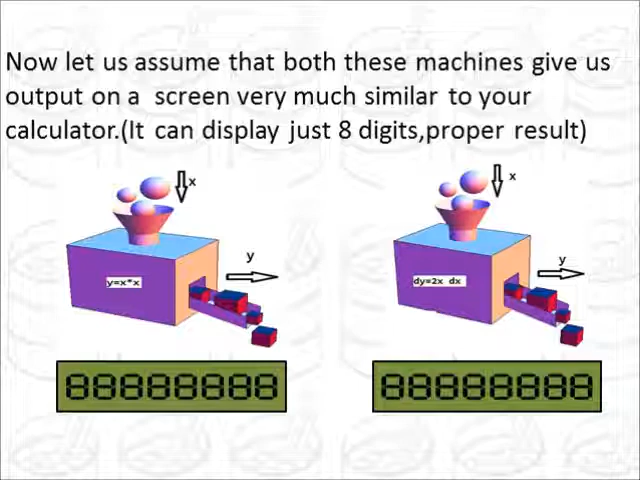 Now let us assume that both these machines give us
output on a screen very much similar to your
calculator.(It can display just 8 digits,proper result)
x
x
y
y
y=x*x
dy=2x dx
88888888
88888888